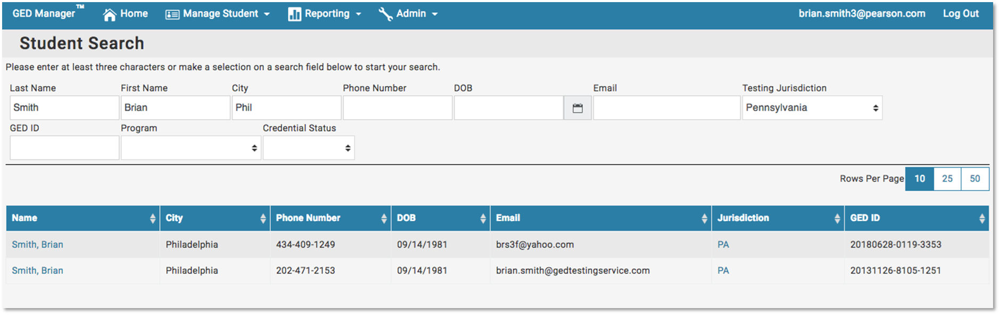 GED Manager™ Home Manage Student Reporting Admin brian.smith3@pearson.com Log Out
Student Search
Please enter at least three characters or make a selection on a search field below to start your search.
Last Name First Name City Phone Number DOB Email Testing Jurisdiction
Smith Brian Phil Pennsylvania
GED ID Program Credential Status
Rows Per Page 10 25 50
Name City Phone Number DOB Email Jurisdiction GED ID
Smith, Brian Philadelphia 434-409-1249 09/14/1981 brs3f@yahoo.com PA 20180628-0119-3353
Smith, Brian Philadelphia 202-471-2153 09/14/1981 brian.smith@gedtestingservice.com PA 20131126-8105-1251